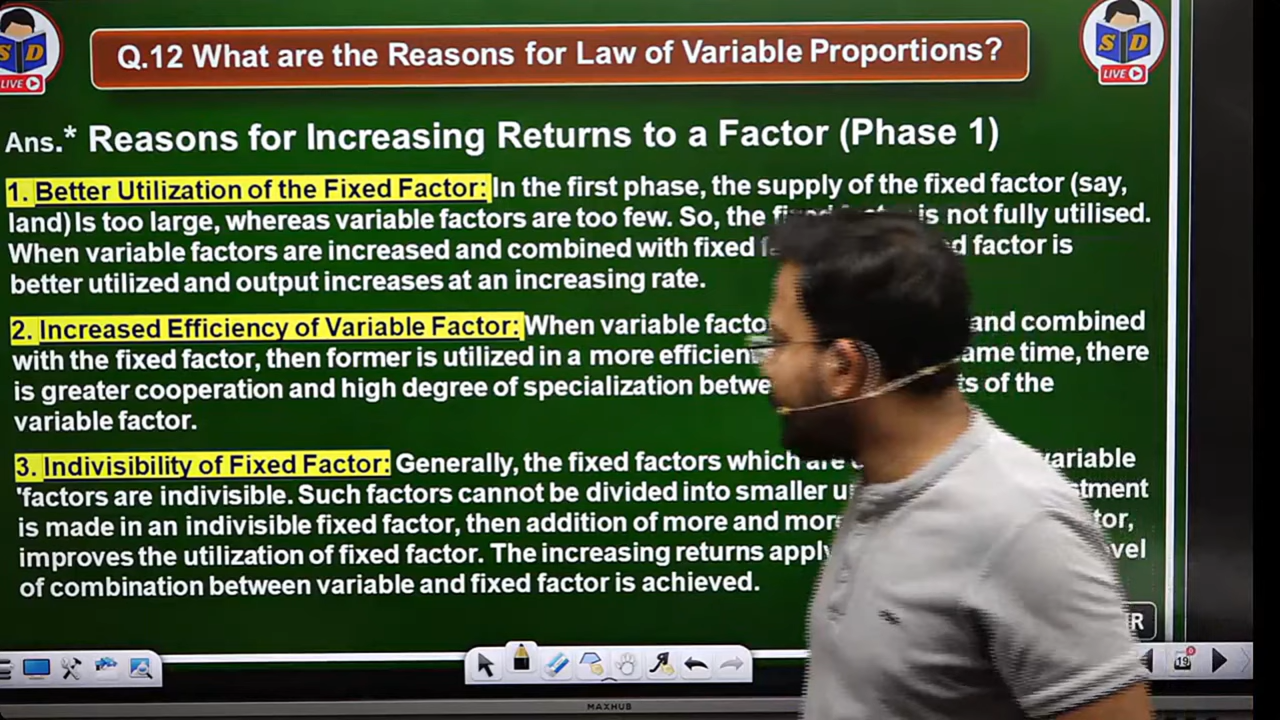 S D
LIVE
Q.12 What are the Reasons for Law of Variable Proportions?
S D
LIVE
Ans.* Reasons for Increasing Returns to a Factor (Phase 1)
1. Better Utilization of the Fixed Factor: In the first phase, the supply of the fixed factor (say,
land) Is too large, whereas variable factors are too few. So, the is not fully utilised.
When variable factors are increased and combined with fixed factor is
better utilized and output increases at an increasing rate.
2. Increased Efficiency of Variable Factor: When variable and combined
with the fixed factor, then former is utilized in a more time, there
is greater cooperation and high degree of specialization of the
variable factor.
3. Indivisibility of Fixed Factor: Generally, the fixed factors which are variable
'factors are indivisible. Such factors cannot be divided into smaller
is made in an indivisible fixed factor, then addition of more and
improves the utilization of fixed factor. The increasing returns
of combination between variable and fixed factor is achieved.
19
MAXHUB